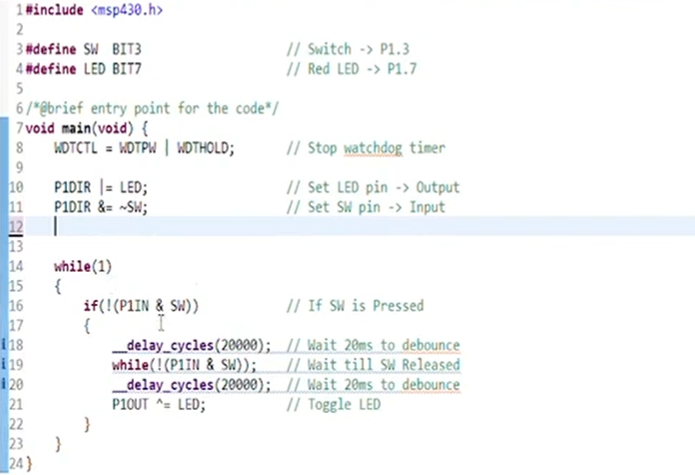 1 #include <msp430.h>
2
3 #define SW  BIT3                    // Switch -> P1.3
4 #define LED BIT7                    // Red LED -> P1.7
5
6 /*@brief entry point for the code*/
7 void main(void) {
8     WDTCTL = WDTPW | WDTHOLD;       // Stop watchdog timer
9
10     P1DIR |= LED;                   // Set LED pin -> Output
11     P1DIR &= ~SW;                   // Set SW pin -> Input
12
13
14     while(1)
15     {
16         if(!(P1IN & SW))            // If SW is Pressed
17         {
18             __delay_cycles(20000);  // Wait 20ms to debounce
19             while(!(P1IN & SW));    // Wait till SW Released
20             __delay_cycles(20000);  // Wait 20ms to debounce
21             P1OUT ^= LED;           // Toggle LED
22         }
23     }
24 }